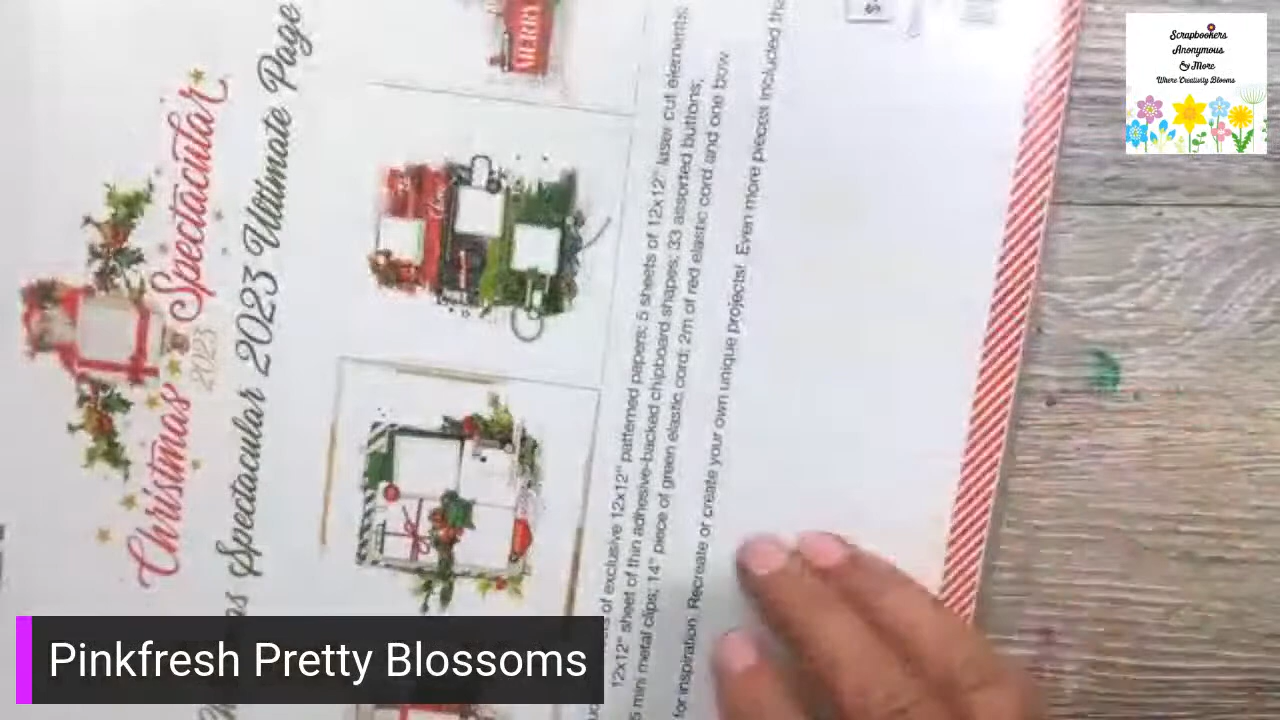 Christmas Spectacular
2023
Spectacular 2023 Ultimate Page
MERRY
of exclusive 12x12" patterned papers; 5 sheets of 12x12" laser cut elements;
12x12" sheet of thin adhesive-backed chipboard shapes; 33 assorted buttons;
5 mini metal clips; 14" piece of green elastic cord; 2m of red elastic cord and one bow
for inspiration. Recreate or create your own unique projects! Even more pieces included
Scrapbookers
Anonymous
& More
Where Creativity Blooms
Pinkfresh Pretty Blossoms